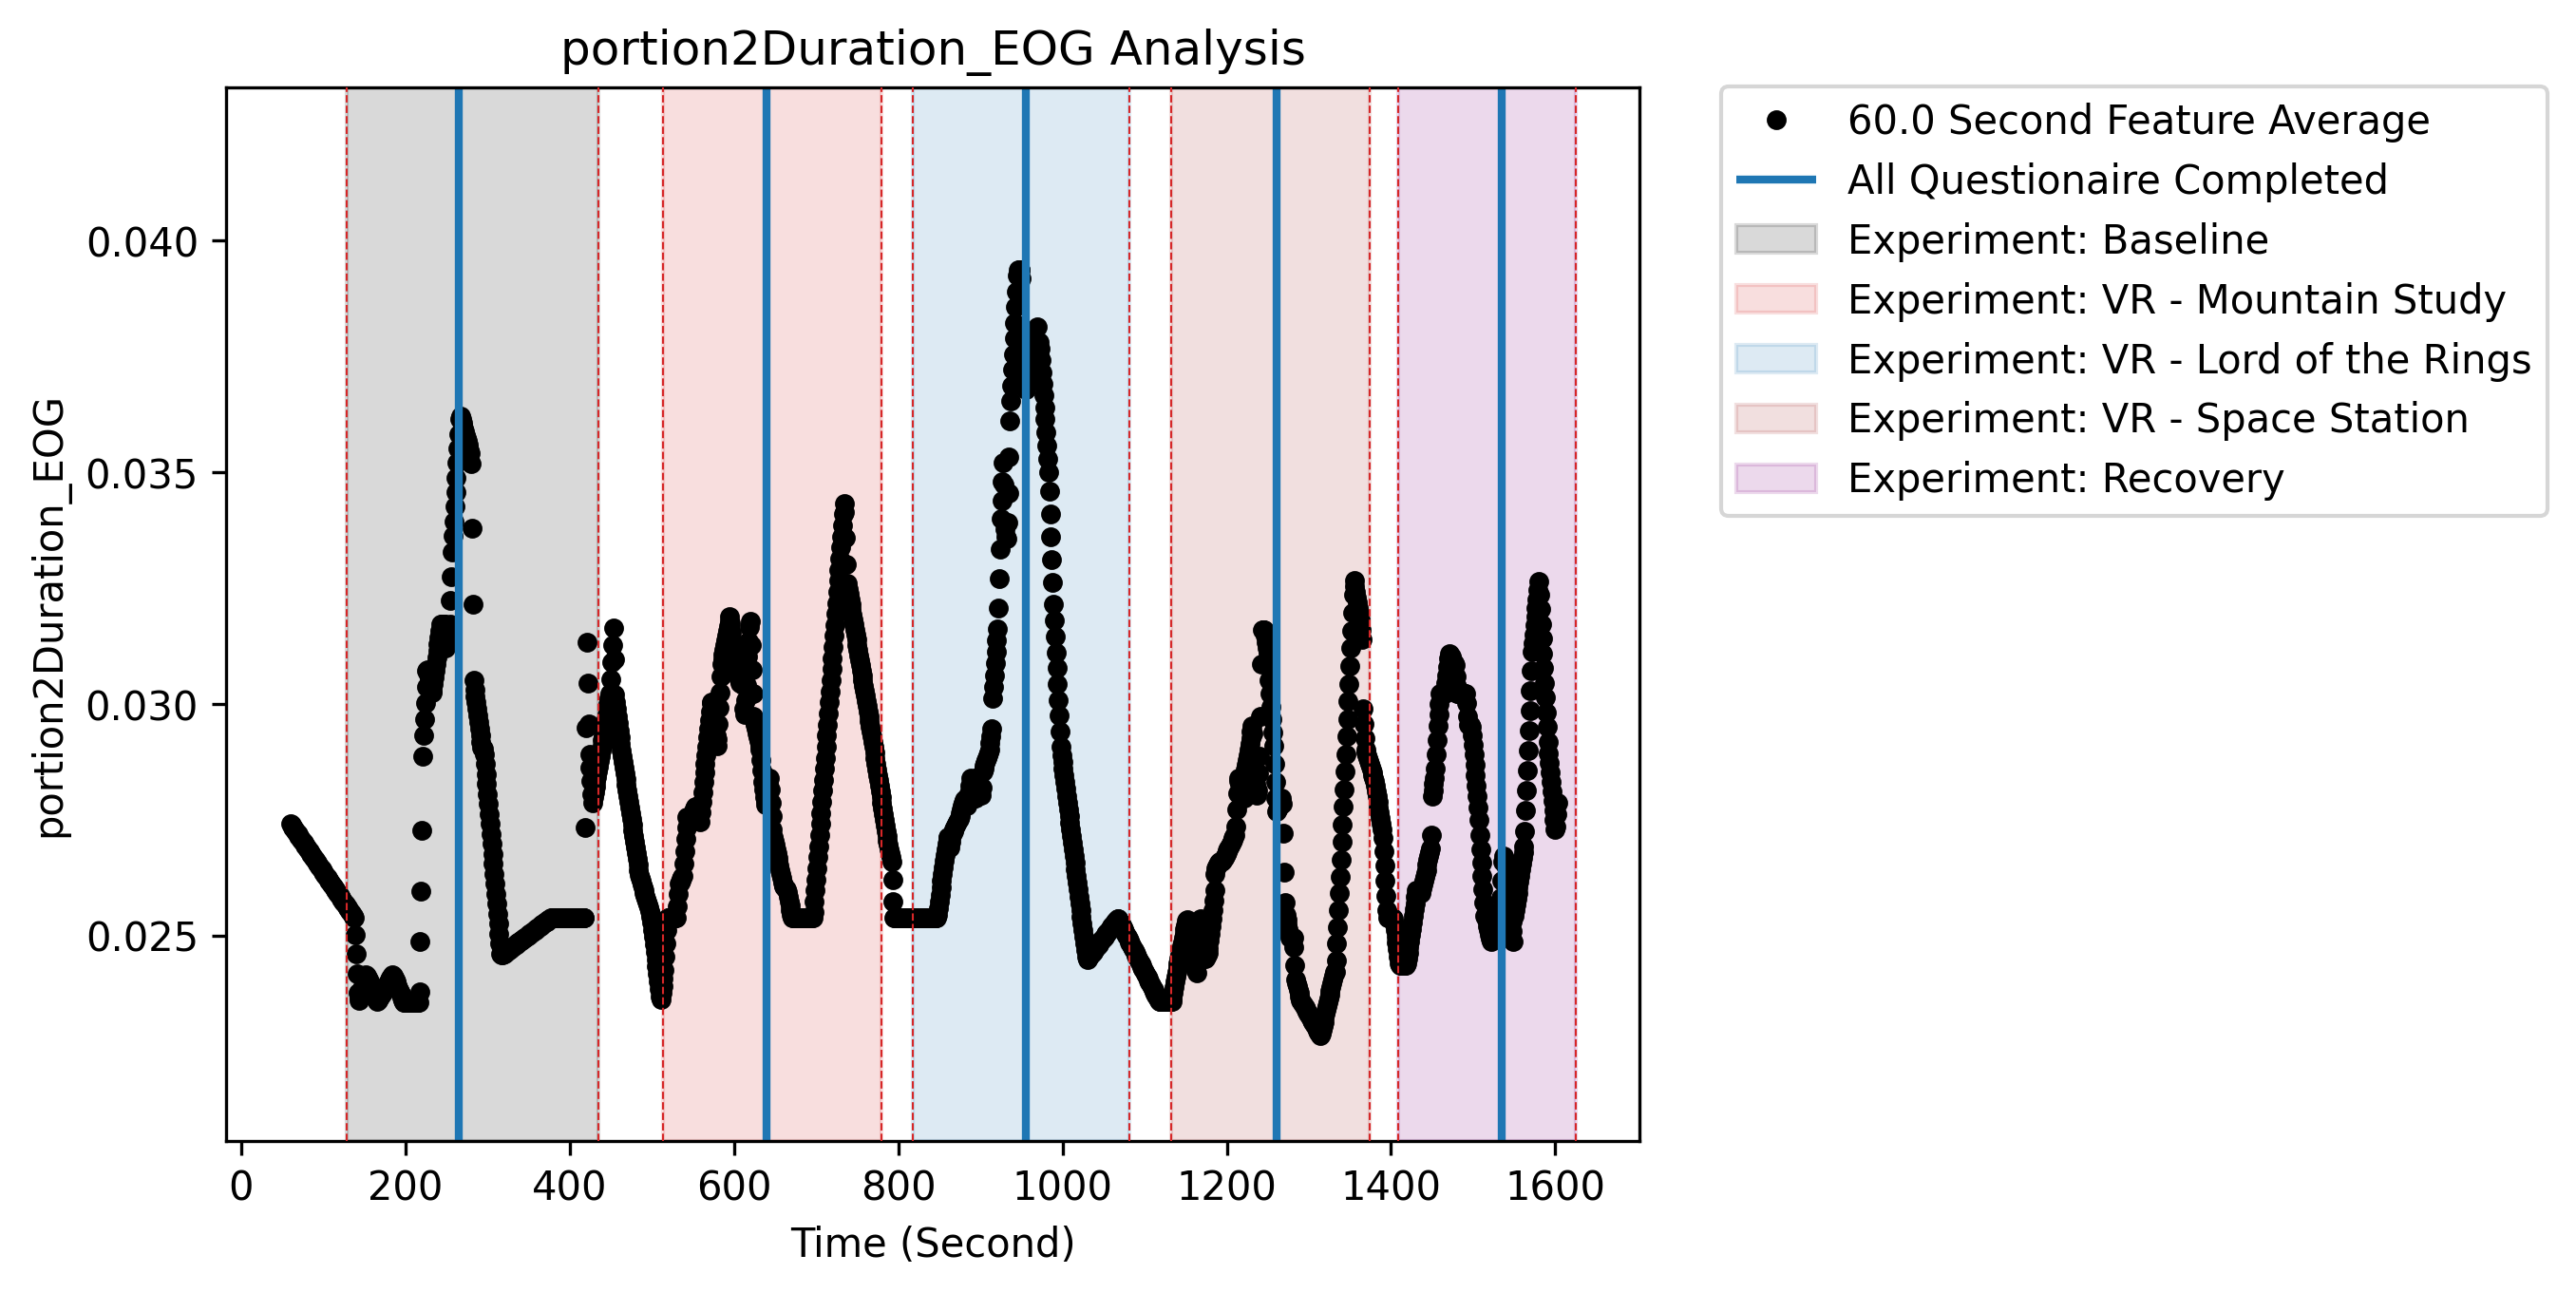 portion2Duration_EOG Analysis
portion2Duration_EOG
0.040
0.035
0.030
0.025
0 200 400 600 800 1000 1200 1400 1600
Time (Second)
60.0 Second Feature Average
All Questionaire Completed
Experiment: Baseline
Experiment: VR - Mountain Study
Experiment: VR - Lord of the Rings
Experiment: VR - Space Station
Experiment: Recovery